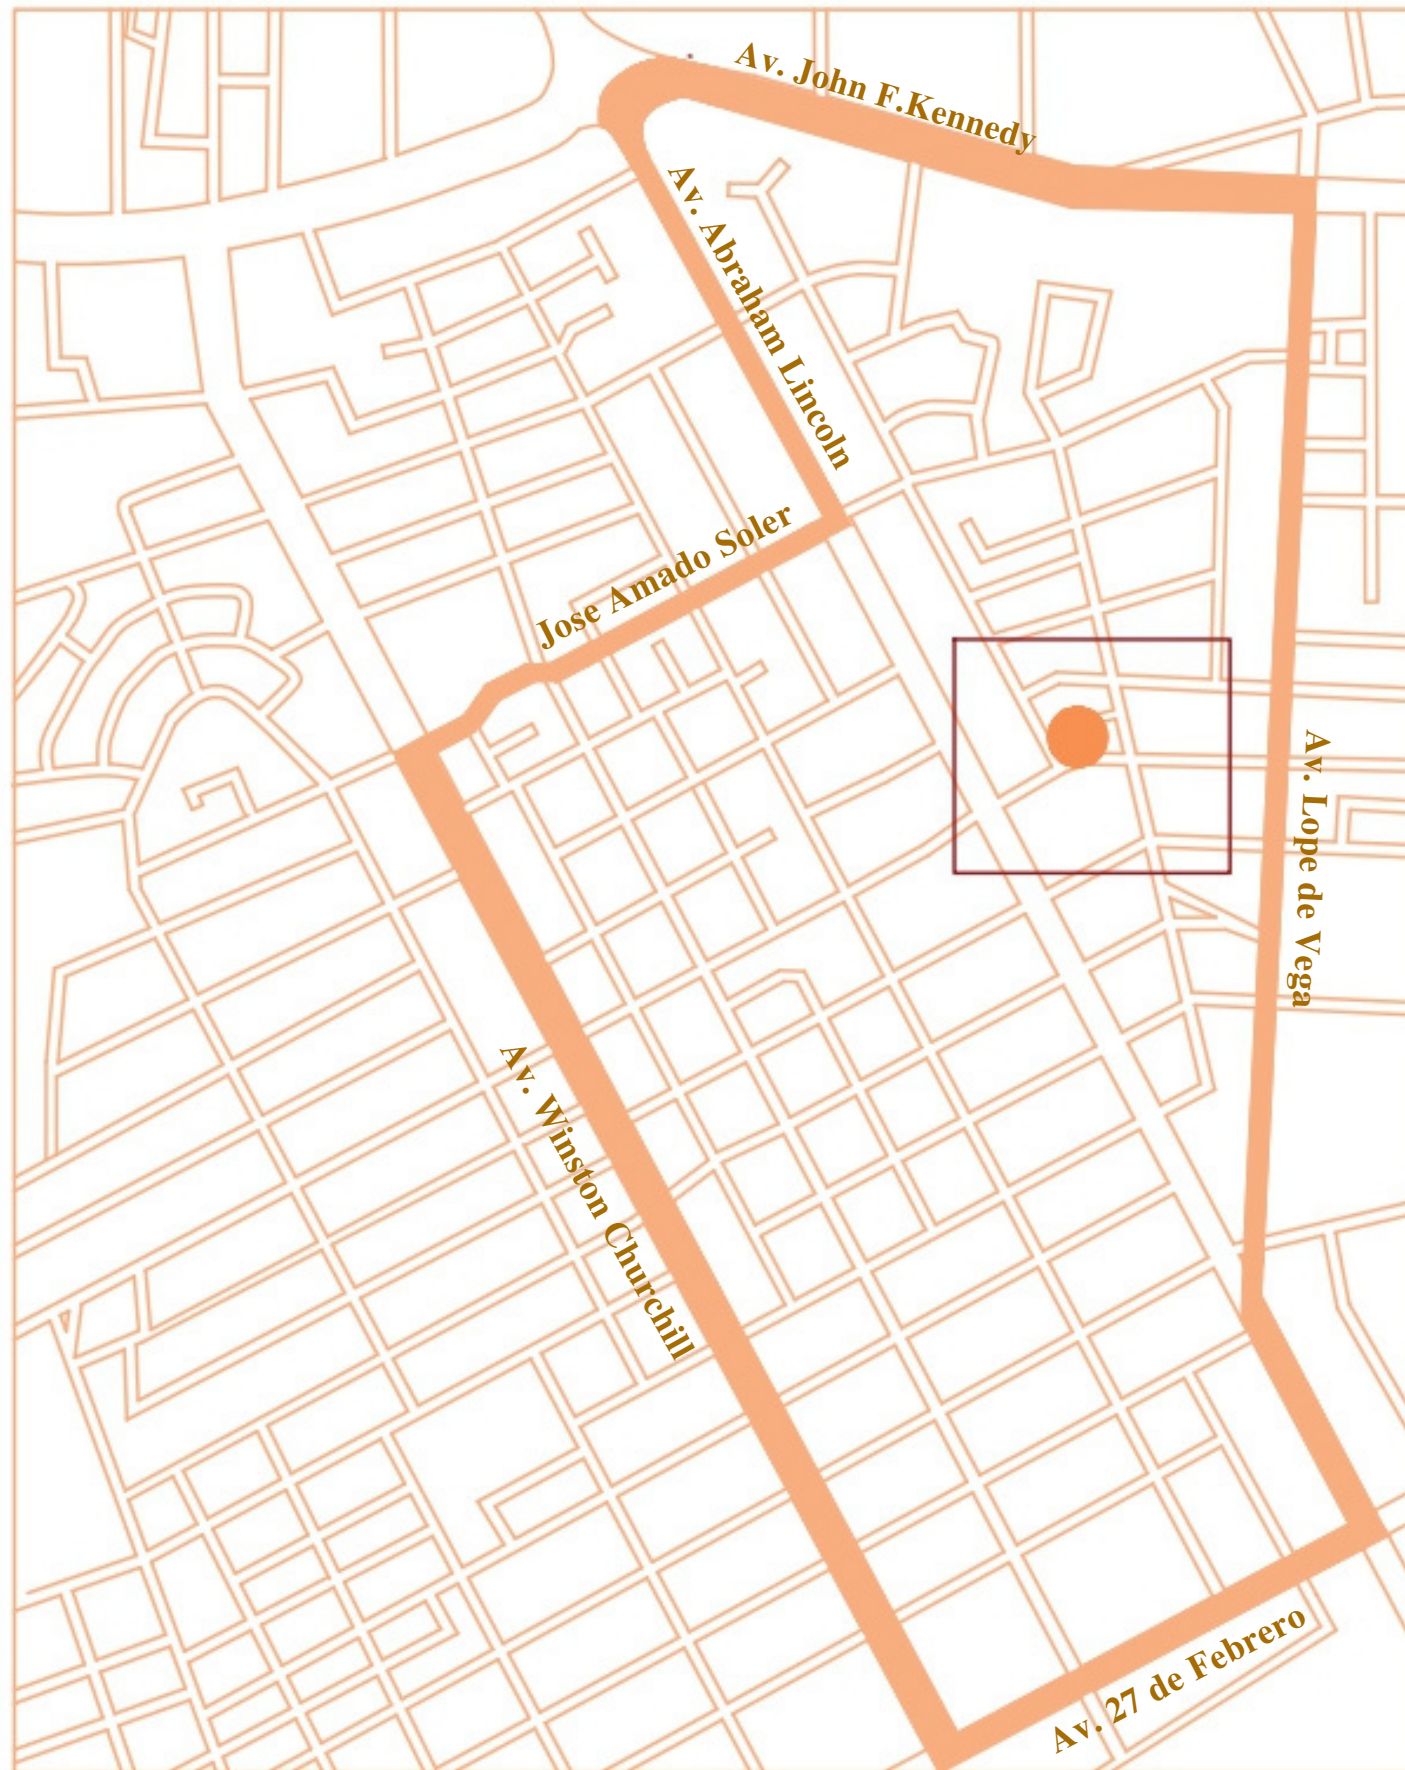 Av. John F.Kennedy
Av. Abraham Lincoln
Jose Amado Soler
Av. Lope de Vega
Av. Winston Churchill
Av. 27 de Febrero